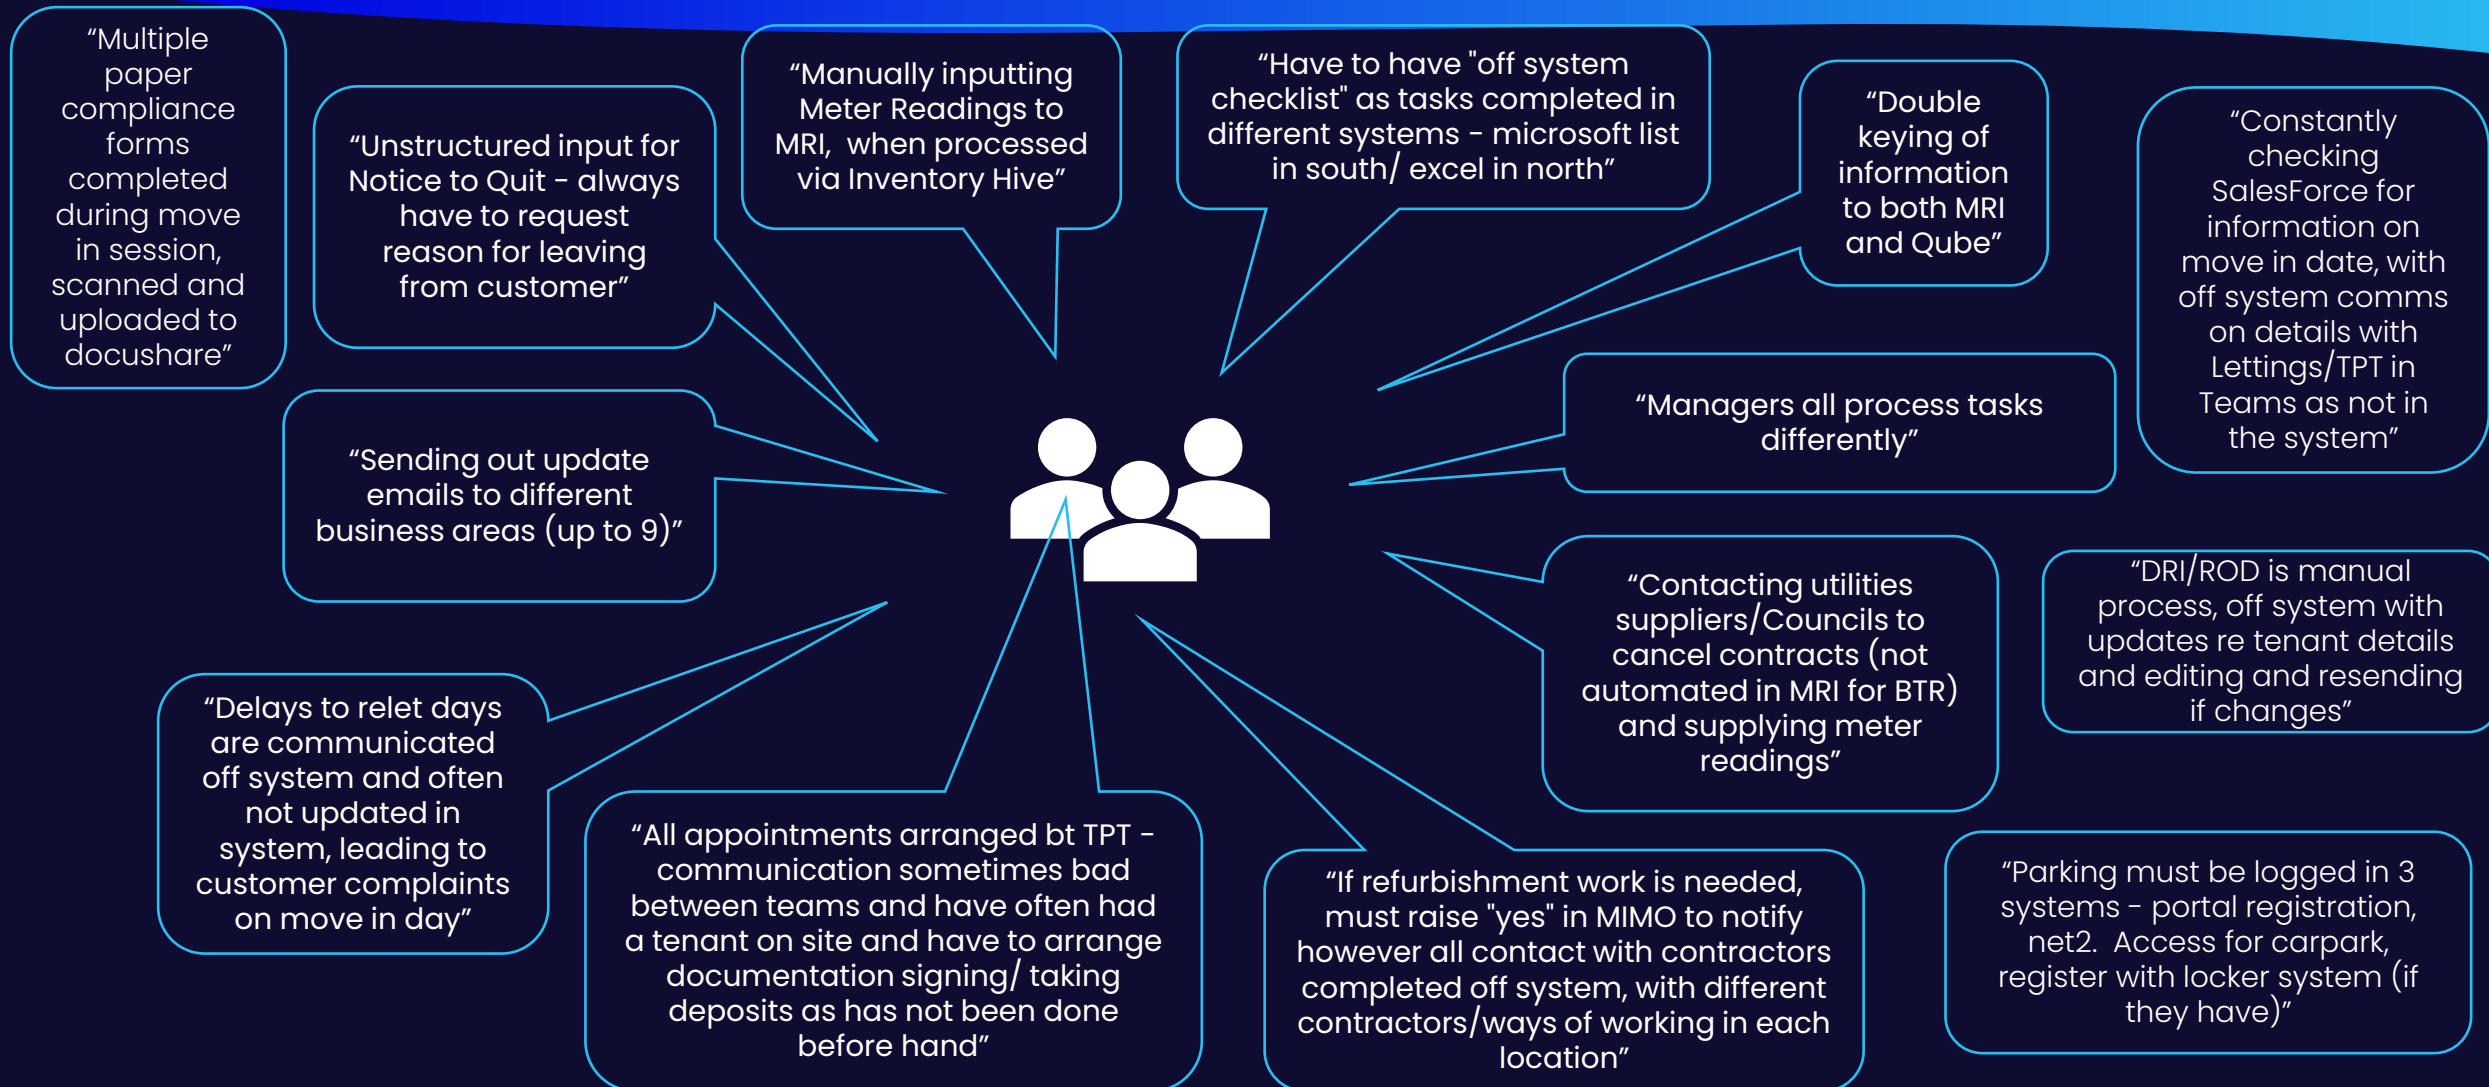 “Multiple
paper
compliance
forms
completed
during move
in session,
scanned and
uploaded to
docushare”
“Unstructured input for
Notice to Quit - always
have to request
reason for leaving
from customer”
“Manually inputting
Meter Readings to
MRI,  when processed
via Inventory Hive”
“Have to have "off system
checklist" as tasks completed in
different systems - microsoft list
in south/ excel in north”
“Double
keying of
information
to both MRI
and Qube”
“Constantly
checking
SalesForce for
information on
move in date, with
off system comms
on details with
Lettings/TPT in
Teams as not in
the system”
“Sending out update
emails to different
business areas (up to 9)”
“Managers all process tasks
differently”
“Contacting utilities
suppliers/Councils to
cancel contracts (not
automated in MRI for BTR)
and supplying meter
readings”
“DRI/ROD is manual
process, off system with
updates re tenant details
and editing and resending
if changes”
“Delays to relet days
are communicated
off system and often
not updated in
system, leading to
customer complaints
on move in day”
“All appointments arranged bt TPT -
communication sometimes bad
between teams and have often had
a tenant on site and have to arrange
documentation signing/ taking
deposits as has not been done
before hand”
“If refurbishment work is needed,
must raise "yes" in MIMO to notify
however all contact with contractors
completed off system, with different
contractors/ways of working in each
location”
“Parking must be logged in 3
systems - portal registration,
net2.  Access for carpark,
register with locker system (if
they have)”